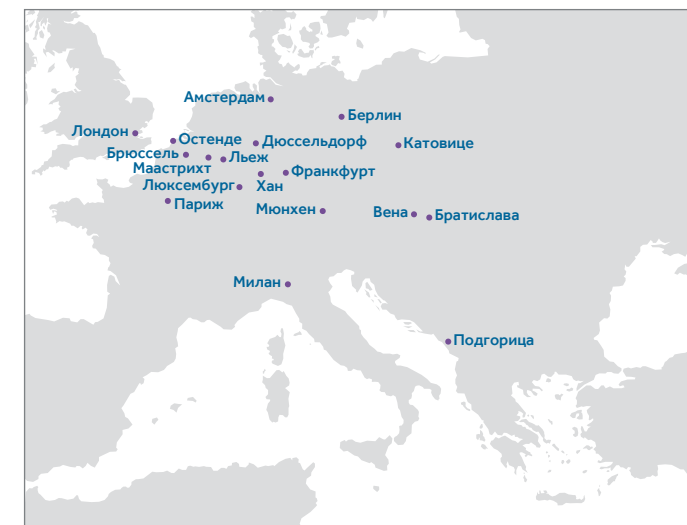 Амстердам
Берлин
Лондон
Остенде
Дюссельдорф
Катовице
Брюссель
Льеж
Маастрихт
Франкфурт
Люксембург
Хан
Париж
Мюнхен
Вена
Братислава
Милан
Подгорица